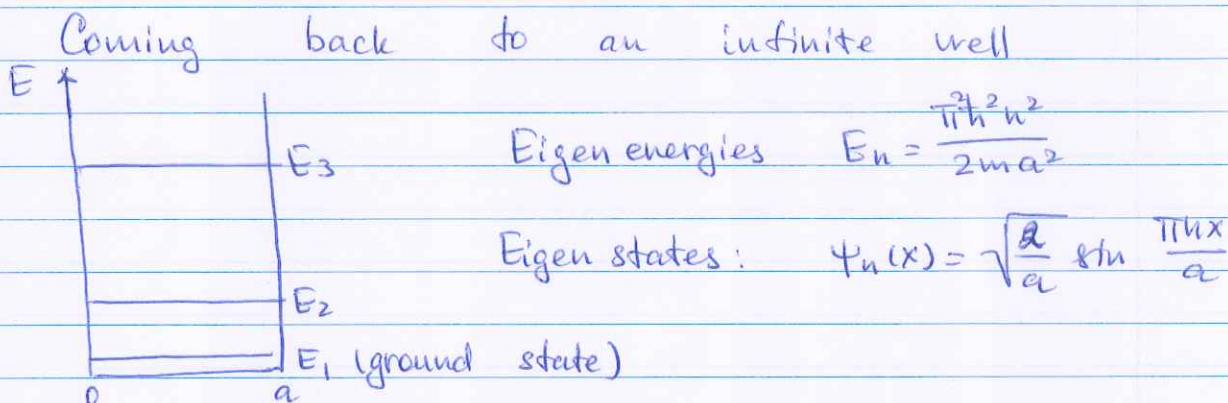 Coming back to an infinite well
E
E3
Eigen energies En = π²ħ²n² / 2ma²
Eigen states: ψn(x) = √(2/a) sin πnx/a
E2
E1 (ground state)
0 a